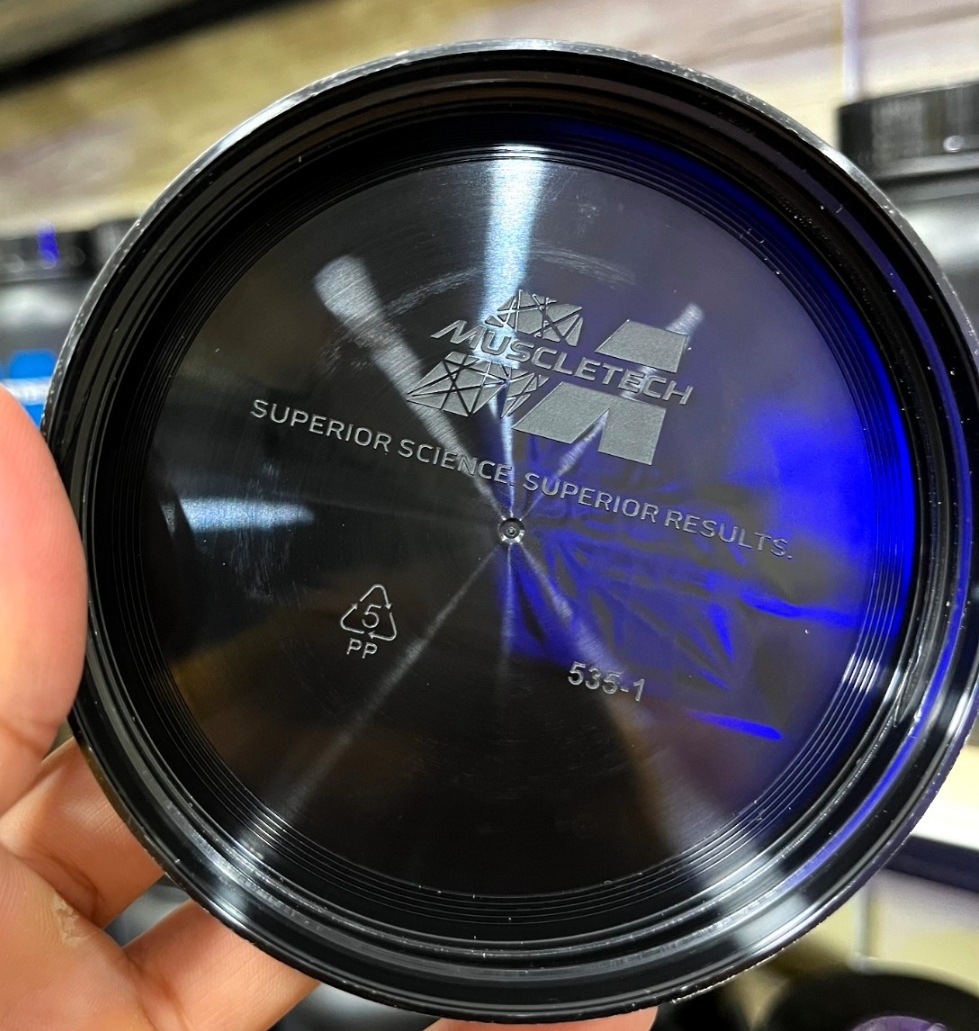 MUSCLETECH
SUPERIOR SCIENCE. SUPERIOR RESULTS.
5
PP
535-1